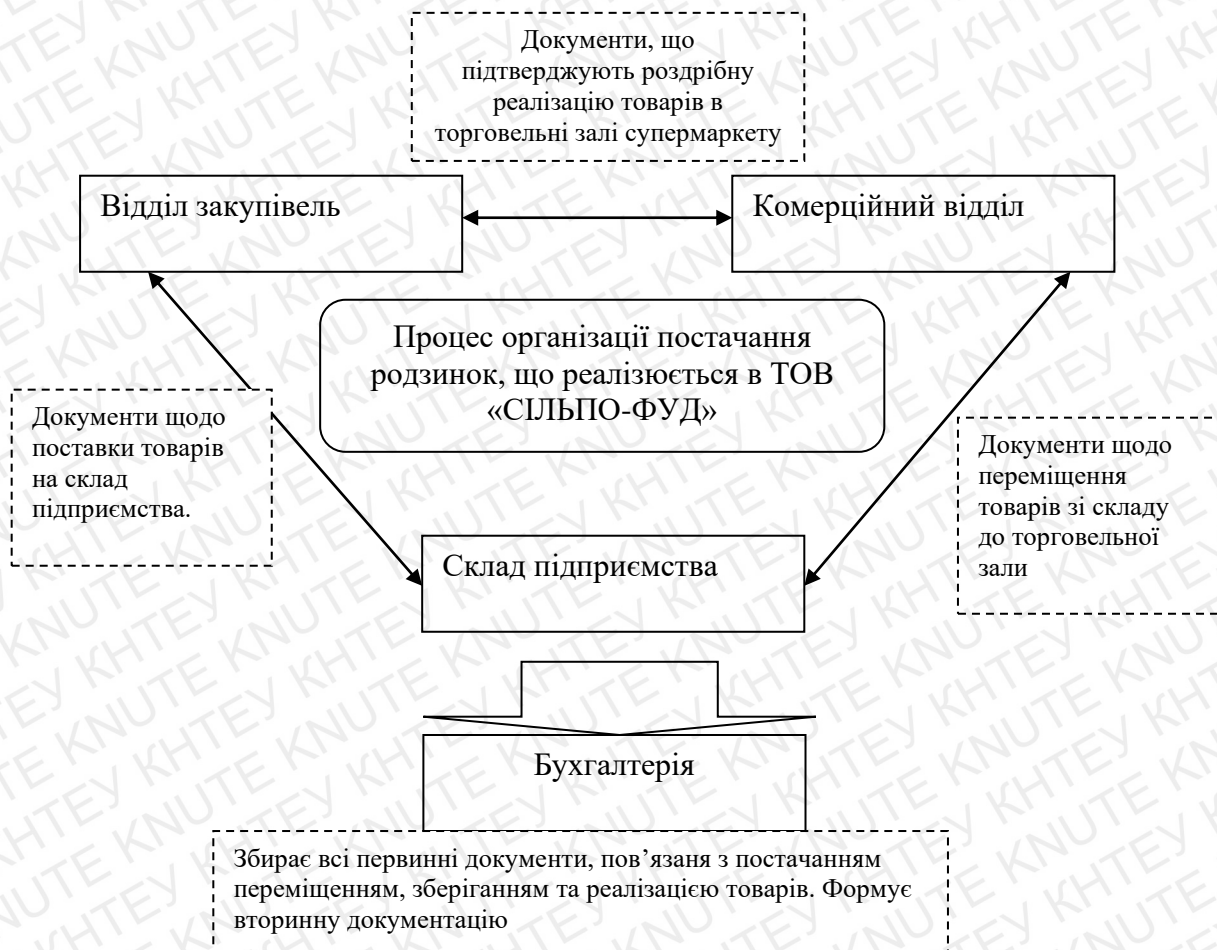 Документи, що
підтверджують роздрібну
реалізацію товарів в
торговельні залі супермаркету
Відділ закупівель
Комерційний відділ
Процес організації постачання
родзинок, що реалізюється в ТОВ
«СІЛЬПО-ФУД»
Документи щодо
поставки товарів
на склад
підприємства.
Документи щодо
переміщення
товарів зі складу
до торговельної
зали
Склад підприємства
Бухгалтерія
Збирає всі первинні документи, пов’язаня з постачанням
переміщенням, зберіганням та реалізацією товарів. Формує
вторинну документацію